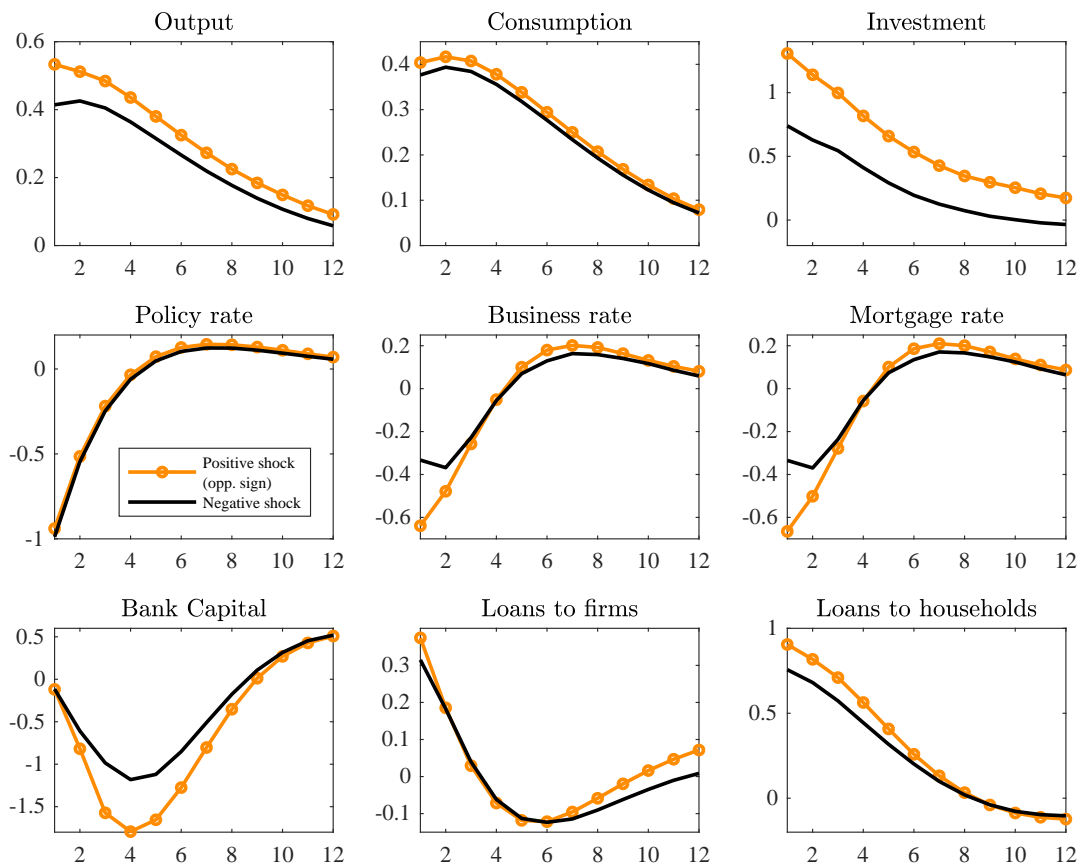 Output
0.6
0.4
0.2
0
2 4 6 8 10 12
Consumption
0.4
0.3
0.2
0.1
0
2 4 6 8 10 12
Investment
1
0.5
0
2 4 6 8 10 12
Policy rate
0
-0.5
-1
Positive shock
(opp. sign)
Negative shock
2 4 6 8 10 12
Business rate
0.2
0
-0.2
-0.4
-0.6
2 4 6 8 10 12
Mortgage rate
0.2
0
-0.2
-0.4
-0.6
2 4 6 8 10 12
Bank Capital
0.5
0
-0.5
-1
-1.5
2 4 6 8 10 12
Loans to firms
0.3
0.2
0.1
0
-0.1
2 4 6 8 10 12
Loans to households
1
0.5
0
2 4 6 8 10 12